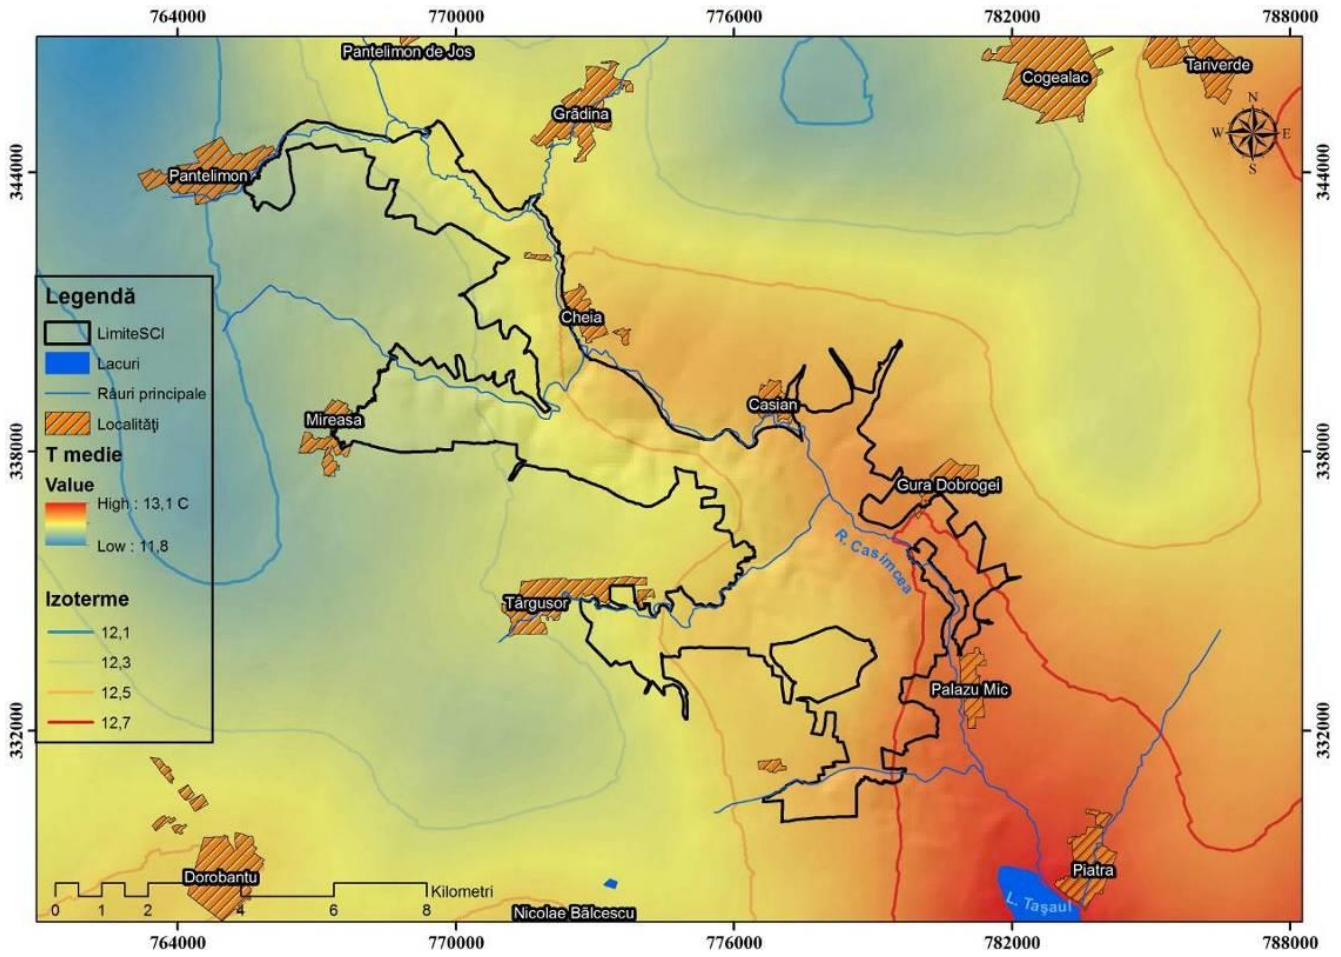 764000
770000
776000
782000
788000
Pantelimon de Jos
Cogealac
Tariverde
Grădina
N
W
E
S
344000
344000
Pantelimon
Legendă
LimiteSCI
Lacuri
Râuri principale
Localităţi
T medie
Value
High : 13,1 C
Low : 11,8
Izoterme
12,1
12,3
12,5
12,7
Cheia
Casian
Mireasa
338000
338000
Gura Dobrogei
R. Casimcea
Târgusor
Palazu Mic
332000
332000
Dorobantu
Piatra
Kilometri
0
1
2
4
6
8
Nicolae Bălcescu
L. Taşaul
764000
770000
776000
782000
788000